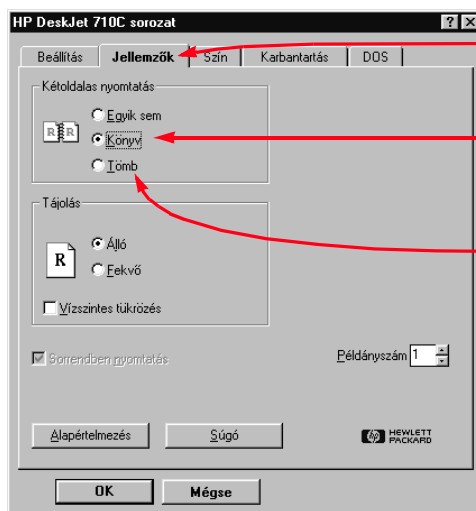 HP DeskJet 710C sorozat
Beállítás Jellemzők Szín Karbantartás DOS
Kétoldalas nyomtatás
R R
Egyik sem
Könyv
Tömb
Tájolás
R
Álló
Fekvő
Vízszintes tükrözés
Sorrendben nyomtatás
Példányszám 1
Alapértelmezés Súgó
hp HEWLETT PACKARD
OK Mégse